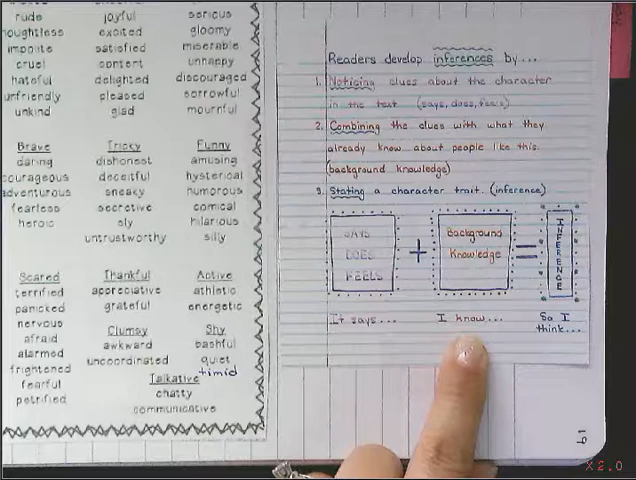 rude joyful serious
excited gloomy
impolite satisfied miserable
cruel content unhappy
hateful delighted discouraged
unfriendly pleased sorrowful
unkind glad mournful
Brave Tricky Funny
daring dishonest amusing
courageous deceitful hysterical
adventurous sneaky humorous
fearless secretive comical
heroic sly hilarious
untrustworthy silly
Scared Thankful Active
terrified appreciative athletic
panicked grateful energetic
nervous
afraid Clumsy Shy
alarmed awkward bashful
frightened uncoordinated quiet
fearful timid
petrified Talkative
chatty
communicative
Readers develop inferences by...
1. Noticing clues about the character
in the text (says, does, feels)
2. Combining the clues with what they
already know about people like this.
(background knowledge)
3. Stating a character trait. (inference)
SAYS
DOES
FEELS
+
Background
Knowledge
=
INFERENCE
It says... I know... So I
think...
19
X2.0